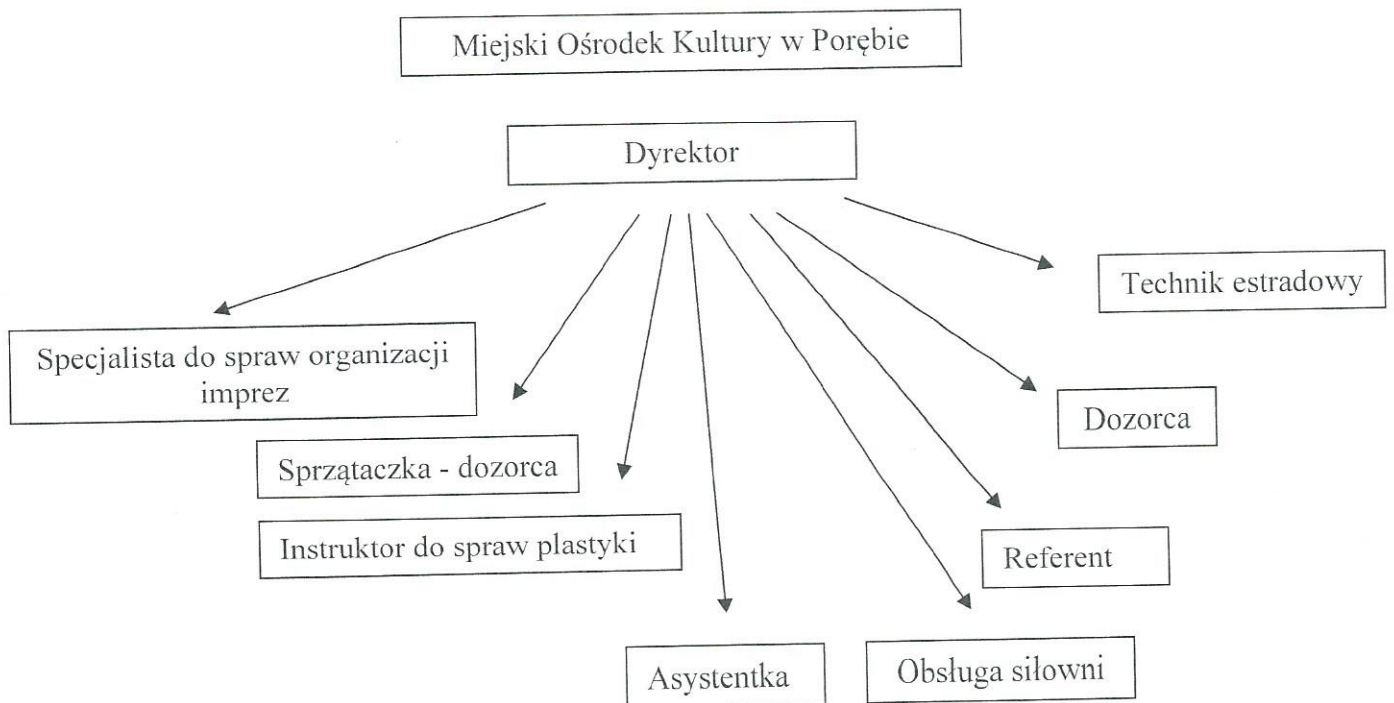 Miejski Ośrodek Kultury w Porębie
Dyrektor
Technik estradowy
Specjalista do spraw organizacji
imprez
Dozorca
Sprzątaczka - dozorca
Instruktor do spraw plastyki
Referent
Asystentka
Obsługa siłowni